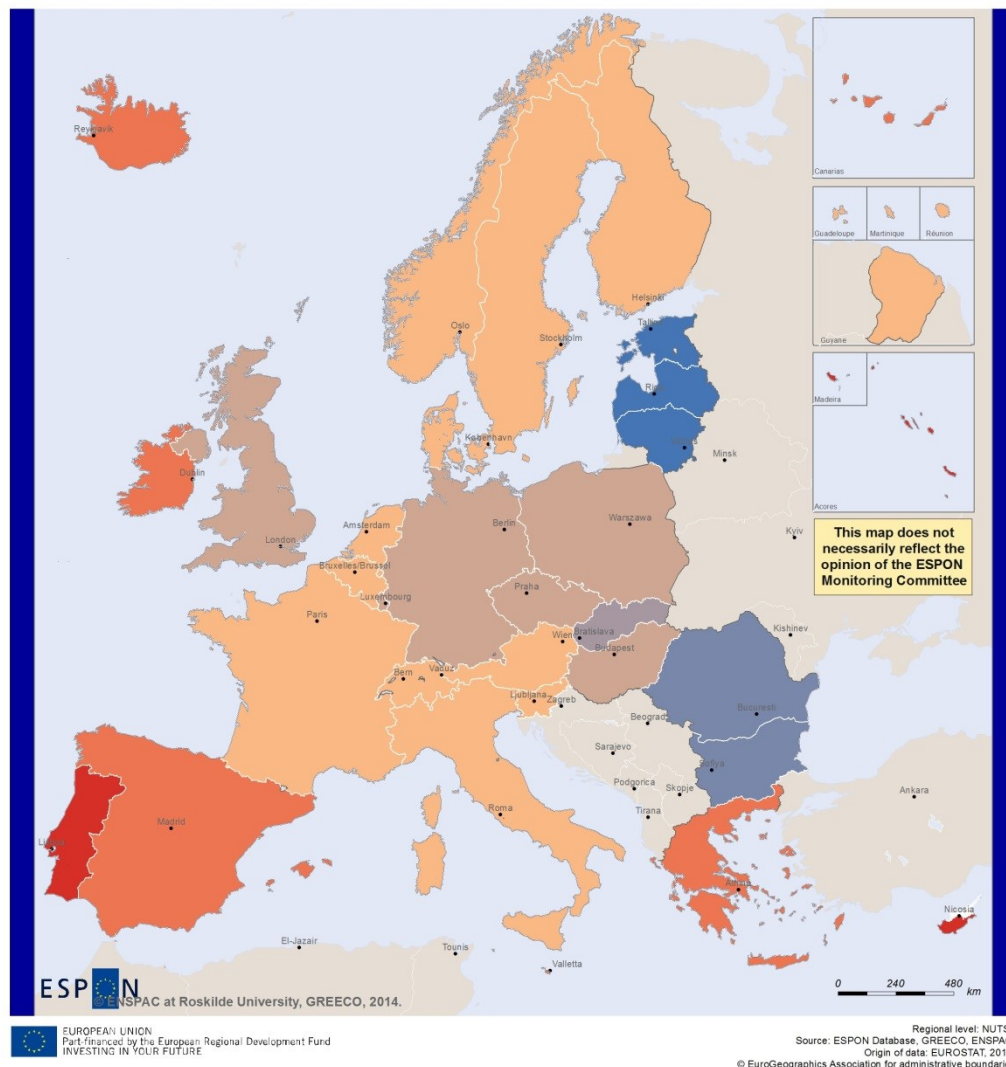 Reykjavik
Canarias
Guadeloupe
Martinique
Réunion
Guyane
Madeira
Acores
This map does not
necessarily reflect the
opinion of the ESPON
Monitoring Committee
Helsinki
Oslo
Stockholm
København
Minsk
Dublin
Amsterdam
Berlin
Warszawa
London
Kyiv
Bruxelles/Brussel
Praha
Luxembourg
Paris
Wien
Bratislava
Budapest
Kishinev
Bern
Vaduz
Ljubljana
Zagreb
Beograd
Bucuresti
Sarajevo
Sofiya
Podgorica
Skopje
Tirana
Ankara
Roma
Madrid
Nicosia
El-Jazair
Tounis
Valletta
ESPON
© ENSPAC at Roskilde University, GREECO, 2014.
0 240 480 km
EUROPEAN UNION
Part-financed by the European Regional Development Fund
INVESTING IN YOUR FUTURE
Regional level: NUTS
Source: ESPON Database, GREECO, ENSPA
Origin of data: EUROSTAT, 201
© EuroGeographics Association for administrative boundari